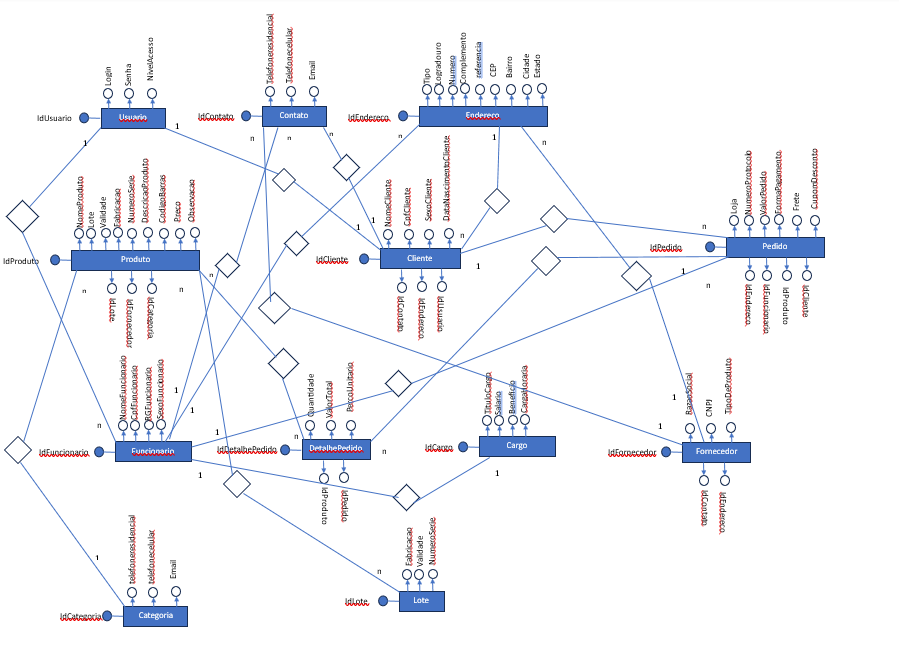 Login
Senha
NivelAcesso
IdUsuario
Usuario
1
1
Telefoneresidencial
Telefonecelular
Email
IdContato
Contato
n
n
n
Tipo
Logradouro
Numero
Complemento
referencia
CEP
Bairro
Cidade
Estado
IdEndereco
Endereco
n
1
n
NomeProduto
Lote
Validade
Fabricacao
NumeroSerie
DescricaoProduto
CodigoBarras
Preco
Observacao
IdProduto
Produto
n
n
n
IdLote
IdFornecedor
IdCategoria
NomeCliente
CpfCliente
SexoCliente
DataNascimentoCliente
1
1
n
IdCliente
Cliente
1
IdContato
IdEndereco
IdUsuario
Loja
NumeroProtocolo
ValorPedido
FormaPagamento
Frete
CupomDesconto
n
IdPedido
Pedido
1
n
IdEndereco
IdFuncionario
IdProduto
IdCliente
NomeFuncionario
CpfFuncionario
RGFuncionario
SexoFuncionario
1
1
n
1
IdFuncionario
Funcionario
1
Quantidade
ValorTotal
PercoUnitario
n
IdDetalhePedido
DetalhePedido
n
IdProduto
IdPedido
TituloCargo
Salario
Beneficio
CargaHoraria
IdCargo
Cargo
1
RazaoSocial
CNPJ
TipoDeProduto
1
1
IdFornecedor
Fornecedor
IdContato
IdEndereco
telefoneresidencial
telefonecelular
Email
1
IdCategoria
Categoria
Fabricacao
Validade
NumeroSerie
n
IdLote
Lote